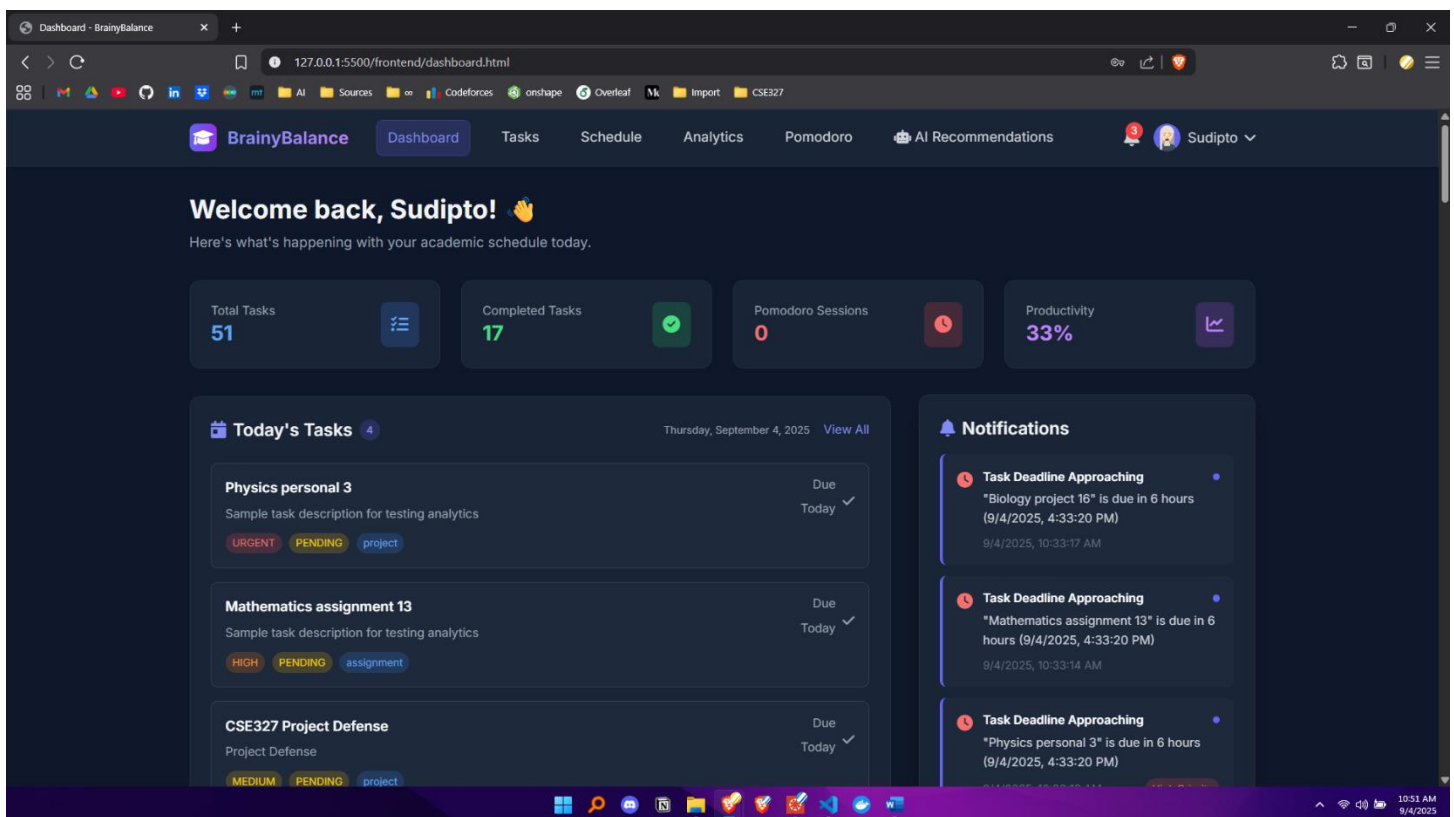 Dashboard - BrainyBalance
127.0.0.1:5500/frontend/dashboard.html
mt AI Sources ∞ Codeforces onshape Overleaf Import CSE327
BrainyBalance Dashboard Tasks Schedule Analytics Pomodoro AI Recommendations 3 Sudipto
Welcome back, Sudipto!
Here's what's happening with your academic schedule today.
Total Tasks
51
Completed Tasks
17
Pomodoro Sessions
0
Productivity
33%
Today's Tasks 4 Thursday, September 4, 2025 View All
Physics personal 3
Sample task description for testing analytics
URGENT PENDING project
Due
Today
Mathematics assignment 13
Sample task description for testing analytics
HIGH PENDING assignment
Due
Today
CSE327 Project Defense
Project Defense
MEDIUM PENDING project
Due
Today
Notifications
Task Deadline Approaching
"Biology project 16" is due in 6 hours
(9/4/2025, 4:33:20 PM)
9/4/2025, 10:33:17 AM
Task Deadline Approaching
"Mathematics assignment 13" is due in 6
hours (9/4/2025, 4:33:20 PM)
9/4/2025, 10:33:14 AM
Task Deadline Approaching
"Physics personal 3" is due in 6 hours
(9/4/2025, 4:33:20 PM)
10:51 AM
9/4/2025